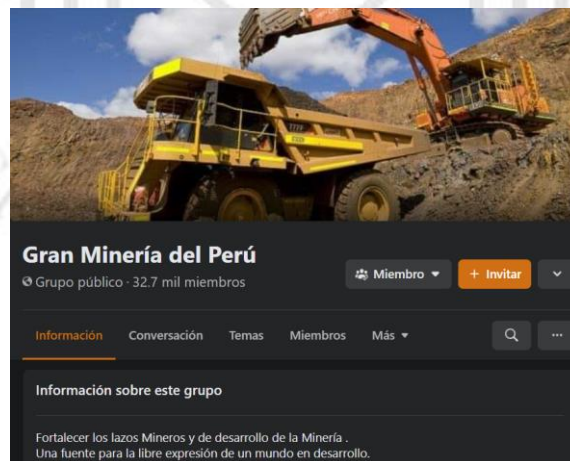 Gran Minería del Perú
Grupo público · 32.7 mil miembros
Miembro
+ Invitar
Información Conversación Temas Miembros Más
Información sobre este grupo
Fortalecer los lazos Mineros y de desarrollo de la Minería .
Una fuente para la libre expresión de un mundo en desarrollo.